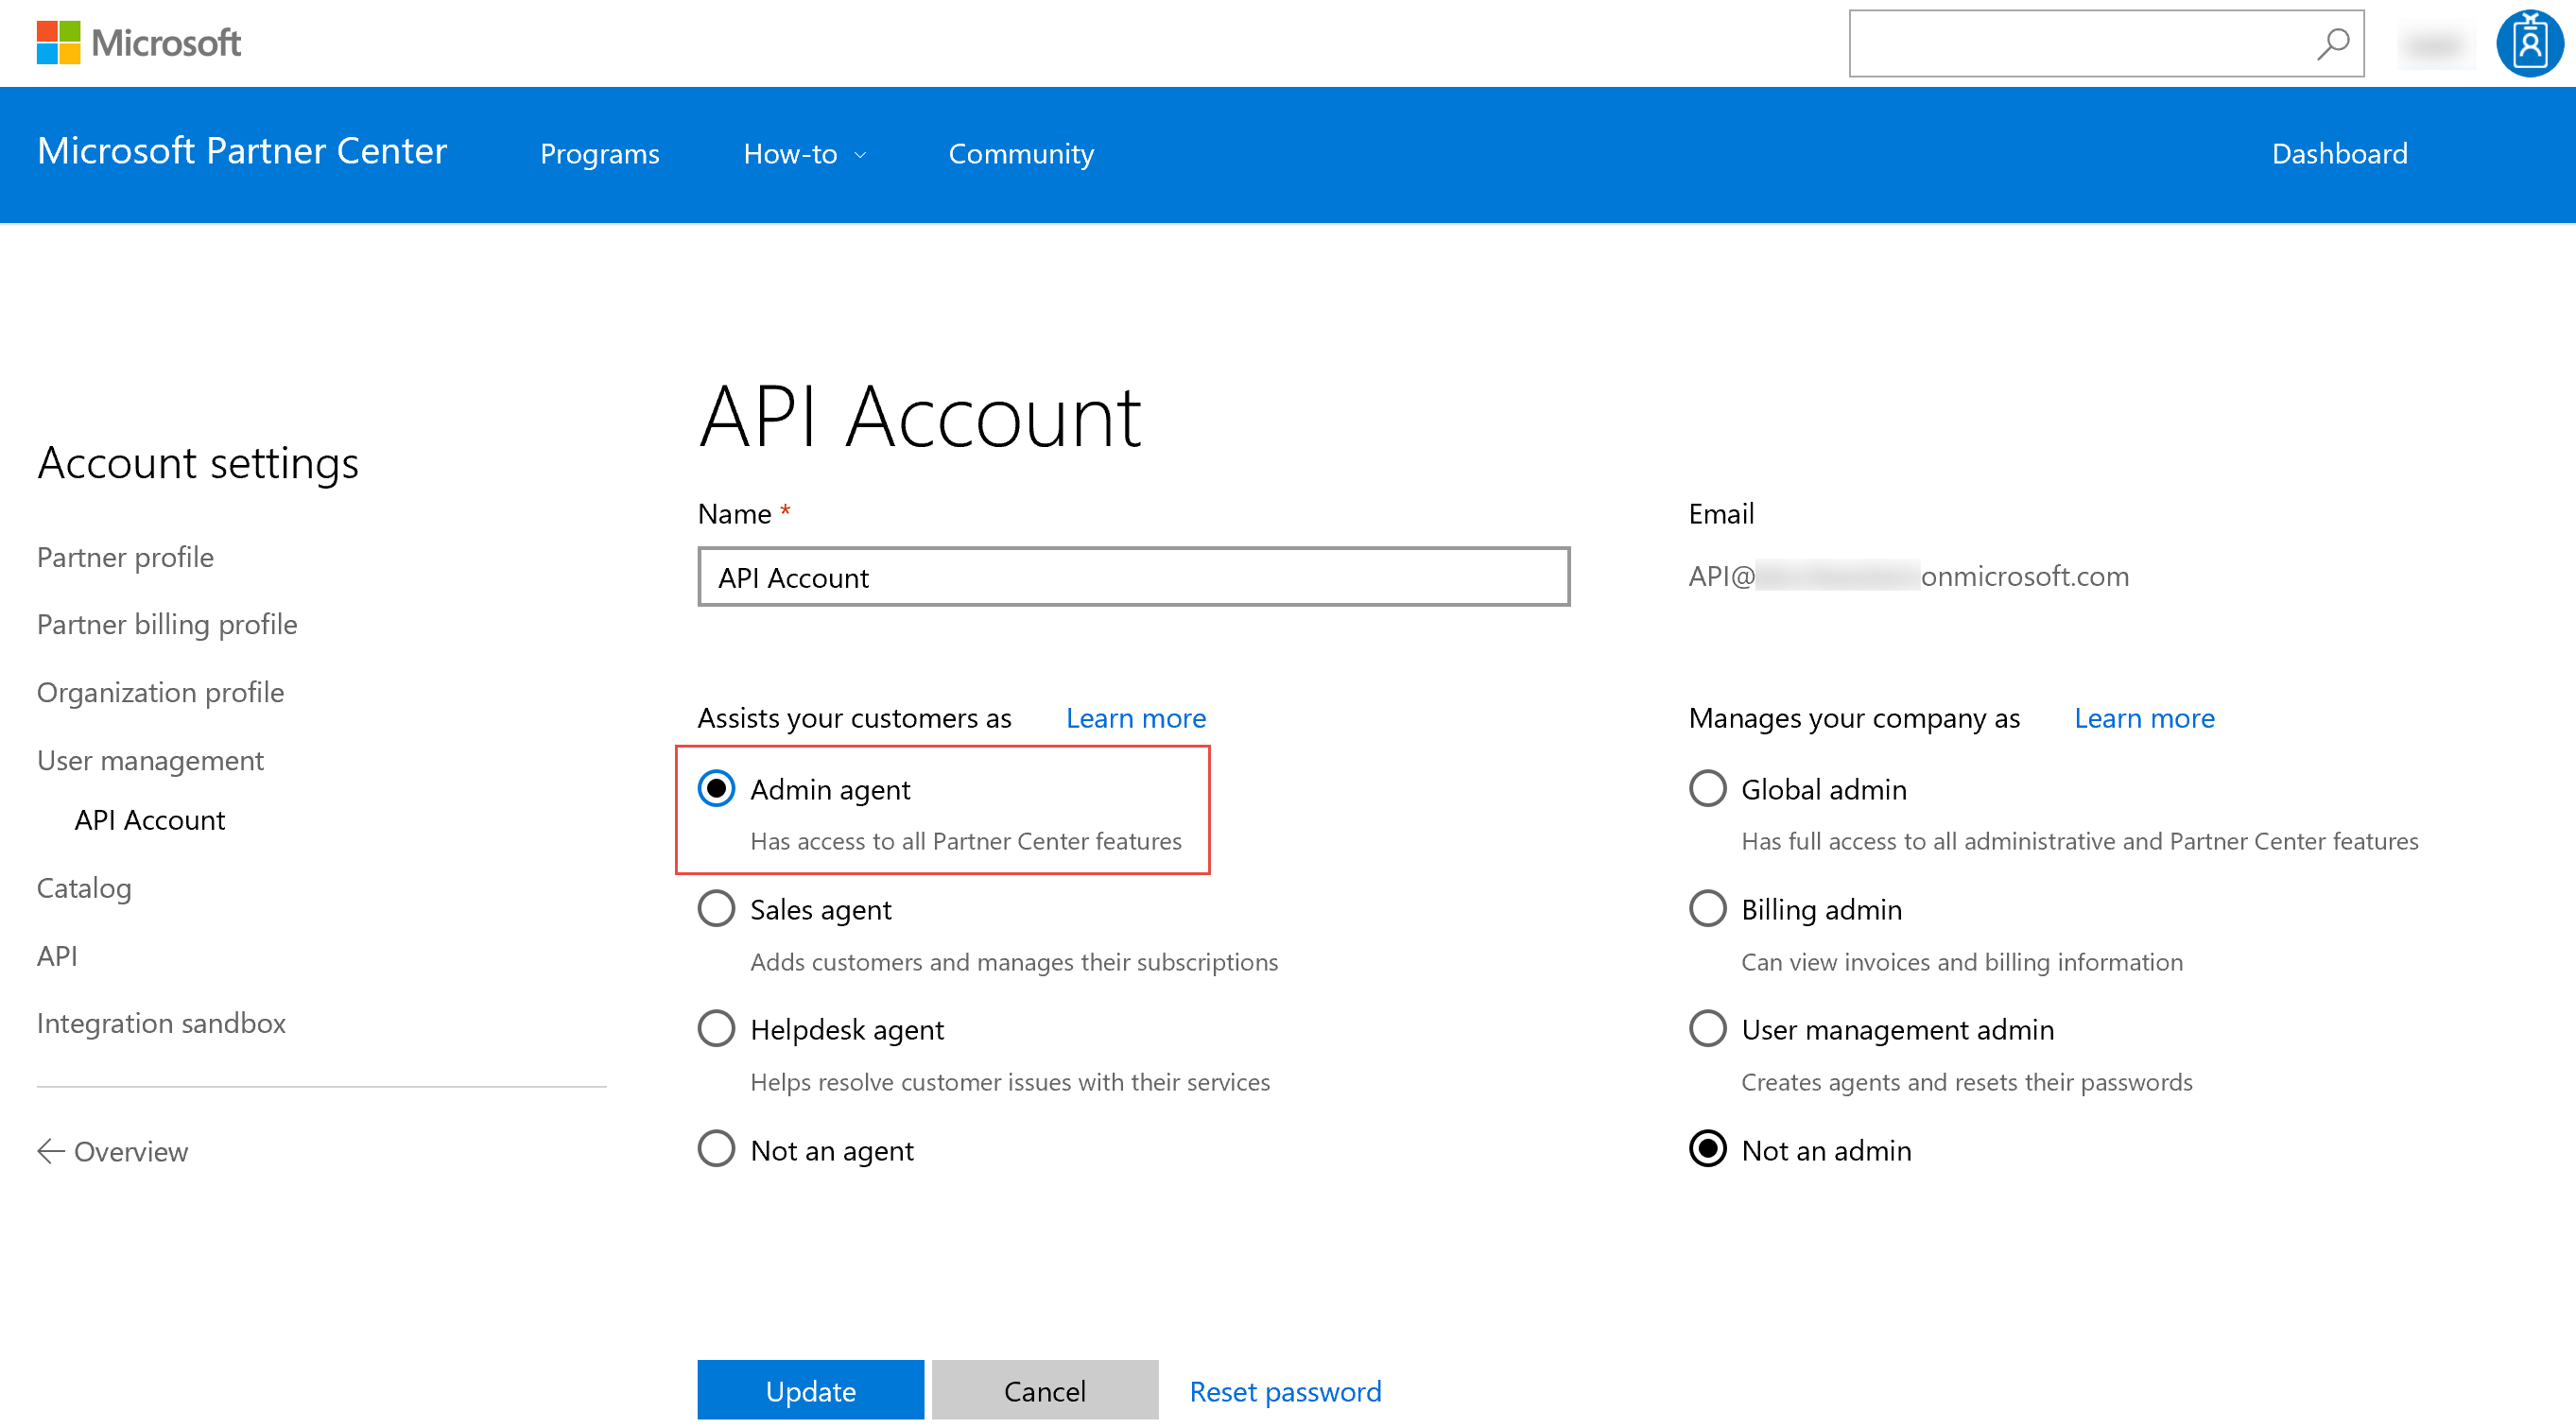 Microsoft
Microsoft Partner Center
Programs
How-to
Community
Dashboard
Account settings
Partner profile
Partner billing profile
Organization profile
User management
API Account
Catalog
API
Integration sandbox
Overview
API Account
Name *
API Account
Email
API@ onmicrosoft.com
Assists your customers as Learn more
Admin agent
Has access to all Partner Center features
Sales agent
Adds customers and manages their subscriptions
Helpdesk agent
Helps resolve customer issues with their services
Not an agent
Manages your company as Learn more
Global admin
Has full access to all administrative and Partner Center features
Billing admin
Can view invoices and billing information
User management admin
Creates agents and resets their passwords
Not an admin
Update
Cancel
Reset password